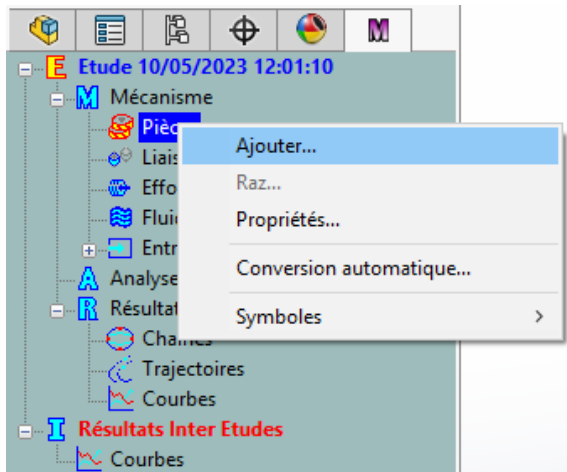 Etude 10/05/2023 12:01:10
Mécanisme
Ajouter...
Raz...
Propriétés...
Entr
Conversion automatique...
Analyse
Symboles
Trajectoires
Courbes
Résultats Inter Etudes
Courbes